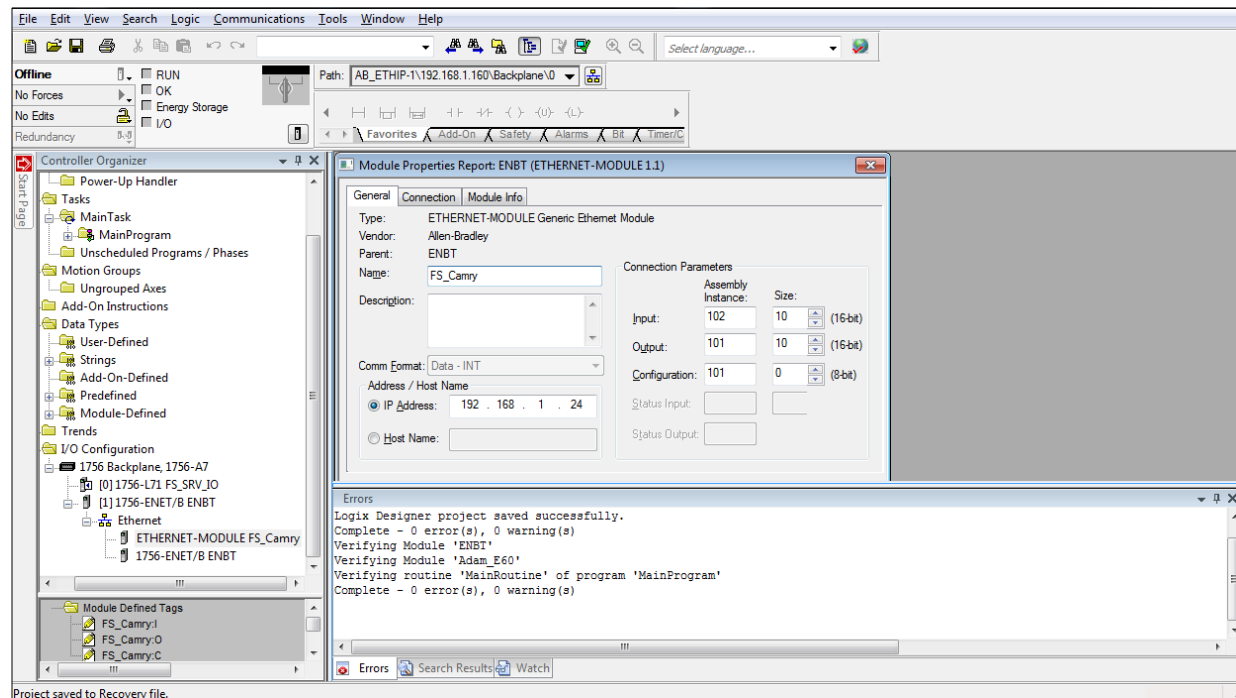 File Edit View Search Logic Communications Tools Window Help
Select language...
Offline
RUN
Path: AB_ETHIP-1\192.168.1.160\Backplane\0
No Forces
OK
No Edits
Energy Storage
Redundancy
I/O
Favorites Add-On Safety Alarms Bit Timer/C
Start Page
Controller Organizer
Power-Up Handler
Tasks
MainTask
MainProgram
Unscheduled Programs / Phases
Motion Groups
Ungrouped Axes
Add-On Instructions
Data Types
User-Defined
Strings
Add-On-Defined
Predefined
Module-Defined
Trends
I/O Configuration
1756 Backplane, 1756-A7
[0] 1756-L71 FS_SRV_IO
[1] 1756-ENET/B ENBT
Ethernet
ETHERNET-MODULE FS_Camry
1756-ENET/B ENBT
Module Defined Tags
FS_Camry:I
FS_Camry:O
FS_Camry:C
Module Properties Report: ENBT (ETHERNET-MODULE 1.1)
General Connection Module Info
Type: ETHERNET-MODULE Generic Ethernet Module
Vendor: Allen-Bradley
Parent: ENBT
Name: FS_Camry
Description:
Comm Format: Data - INT
Address / Host Name
IP Address: 192 . 168 . 1 . 24
Host Name:
Connection Parameters
Assembly Instance: Size:
Input: 102 10 (16-bit)
Output: 101 10 (16-bit)
Configuration: 101 0 (8-bit)
Status Input:
Status Output:
Errors
Logix Designer project saved successfully.
Complete - 0 error(s), 0 warning(s)
Verifying Module 'ENBT'
Verifying Module 'Adam_E60'
Verifying routine 'MainRoutine' of program 'MainProgram'
Complete - 0 error(s), 0 warning(s)
Errors Search Results Watch
Project saved to Recovery file.